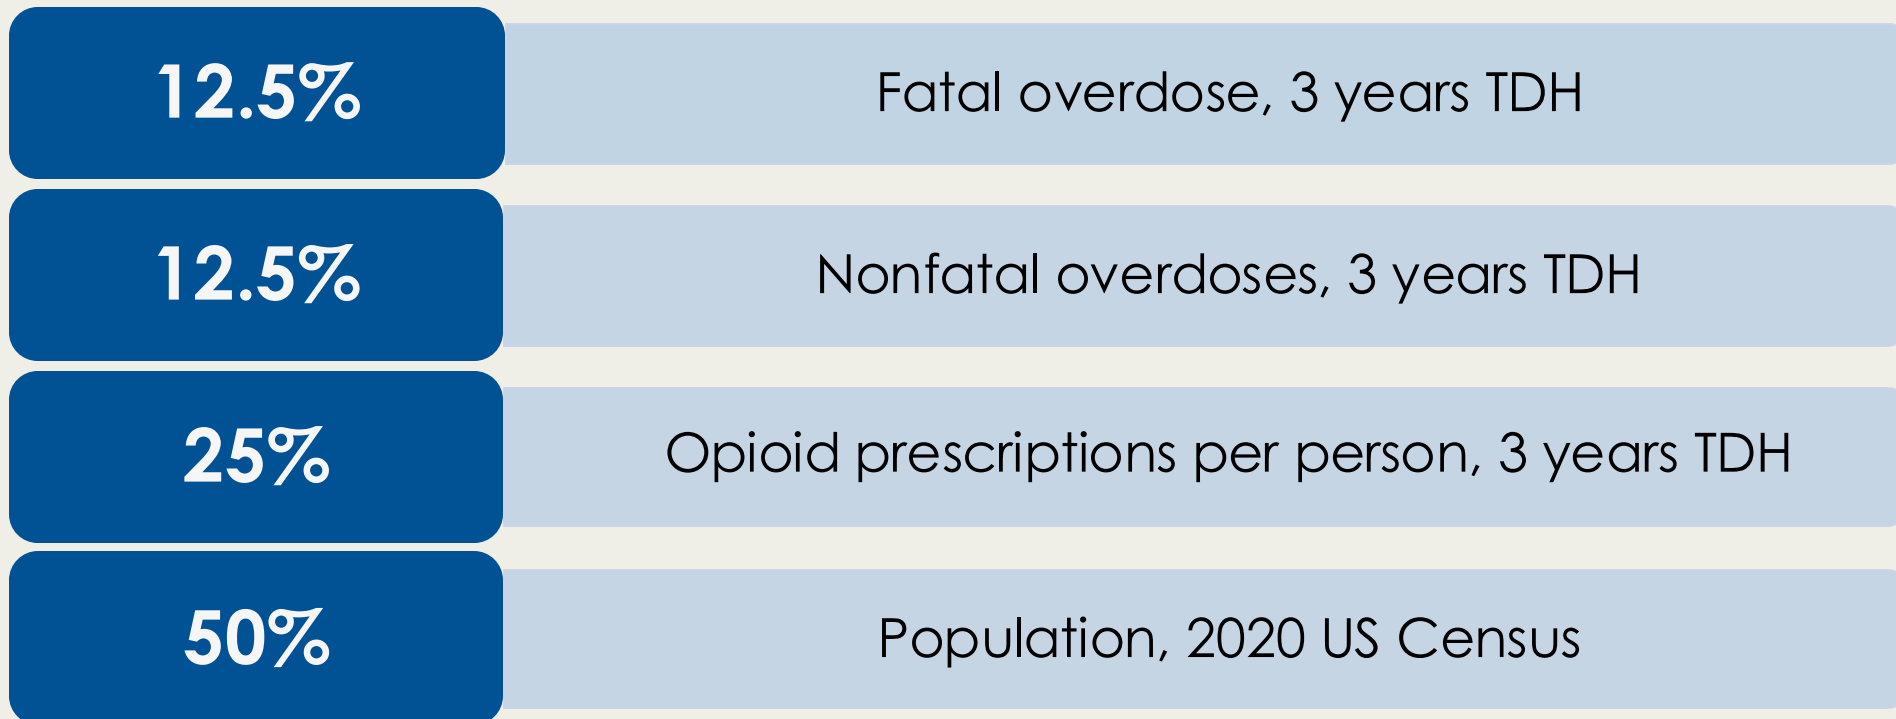 12.5%
Fatal overdose, 3 years TDH
12.5%
Nonfatal overdoses, 3 years TDH
25%
Opioid prescriptions per person, 3 years TDH
50%
Population, 2020 US Census